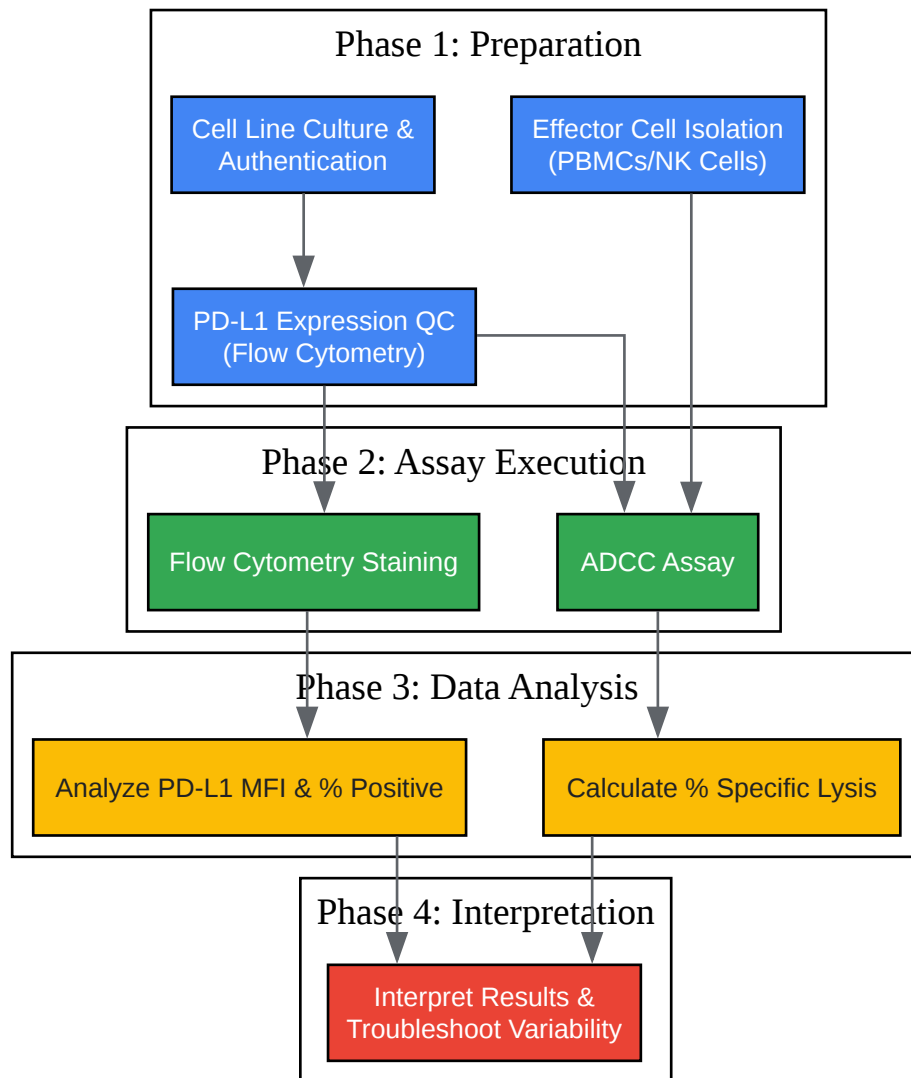 Phase 1: Preparation
Cell Line Culture &
Authentication
Effector Cell Isolation
(PBMCs/NK Cells)
PD-L1 Expression QC
(Flow Cytometry)
Phase 2: Assay Execution
Flow Cytometry Staining
ADCC Assay
Phase 3: Data Analysis
Analyze PD-L1 MFI & % Positive
Calculate % Specific Lysis
Phase 4: Interpretation
Interpret Results &
Troubleshoot Variability